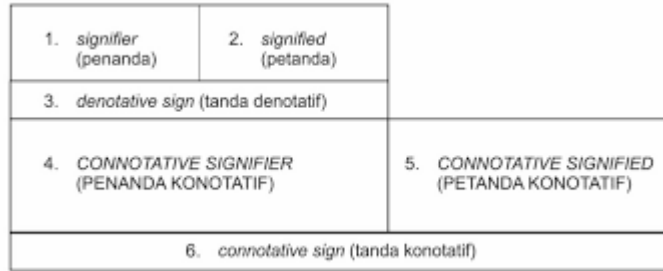 1. signifier
(penanda)
2. signified
(petanda)
3. denotative sign (tanda denotatif)
4. CONNOTATIVE SIGNIFIER
(PENANDA KONOTATIF)
5. CONNOTATIVE SIGNIFIED
(PETANDA KONOTATIF)
6. connotative sign (tanda konotatif)